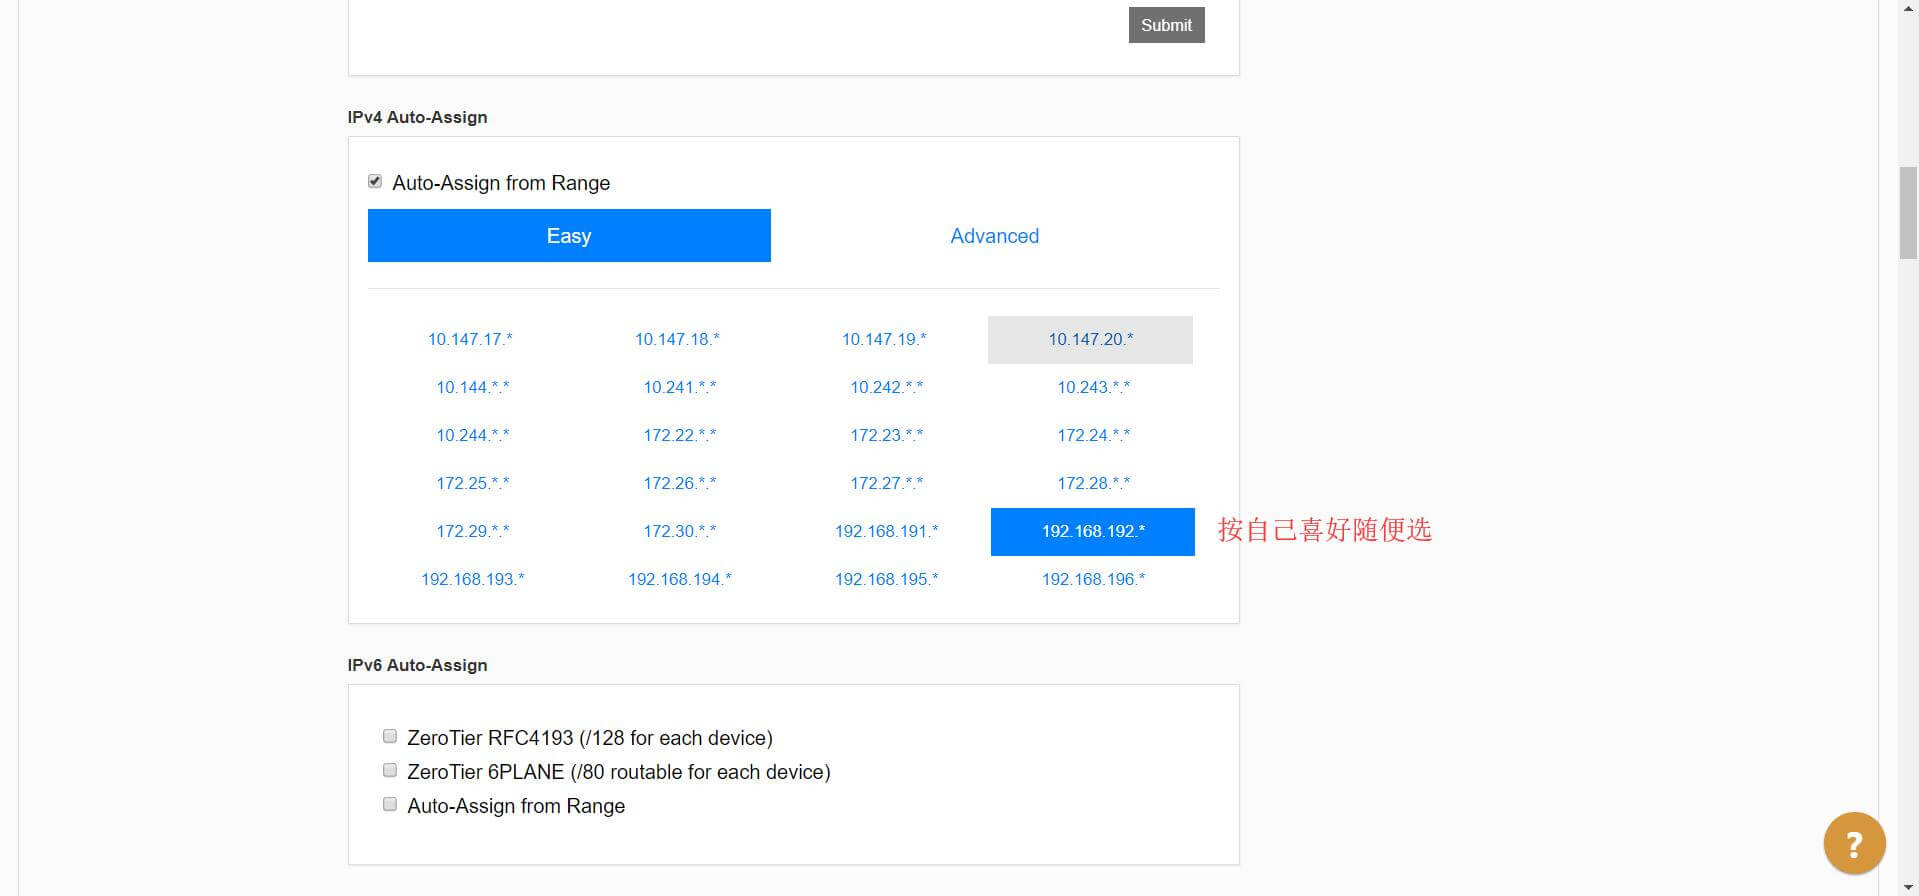 Submit
IPv4 Auto-Assign
Auto-Assign from Range
Easy Advanced
10.147.17.* 10.147.18.* 10.147.19.* 10.147.20.*
10.144.*.* 10.241.*.* 10.242.*.* 10.243.*.*
10.244.*.* 172.22.*.* 172.23.*.* 172.24.*.*
172.25.*.* 172.26.*.* 172.27.*.* 172.28.*.*
172.29.*.* 172.30.*.* 192.168.191.* 192.168.192.* 按自己喜好随便选
192.168.193.* 192.168.194.* 192.168.195.* 192.168.196.*
IPv6 Auto-Assign
ZeroTier RFC4193 (/128 for each device)
ZeroTier 6PLANE (/80 routable for each device)
Auto-Assign from Range
?